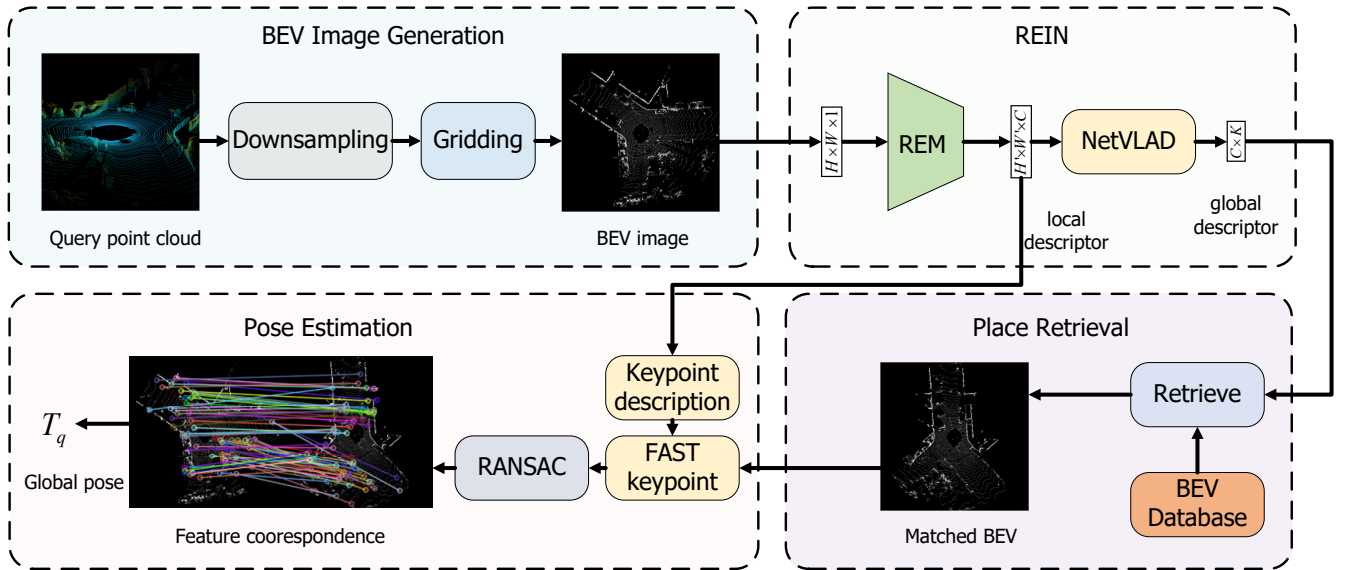 BEV Image Generation
Query point cloud
Downsampling
Gridding
BEV image
REIN
H×W×1
REM
H'×W'×C
NetVLAD
C×K
local
descriptor
global
descriptor
Pose Estimation
T_q
Global pose
Feature coorespondence
RANSAC
Keypoint
description
FAST
keypoint
Place Retrieval
Matched BEV
Retrieve
BEV
Database